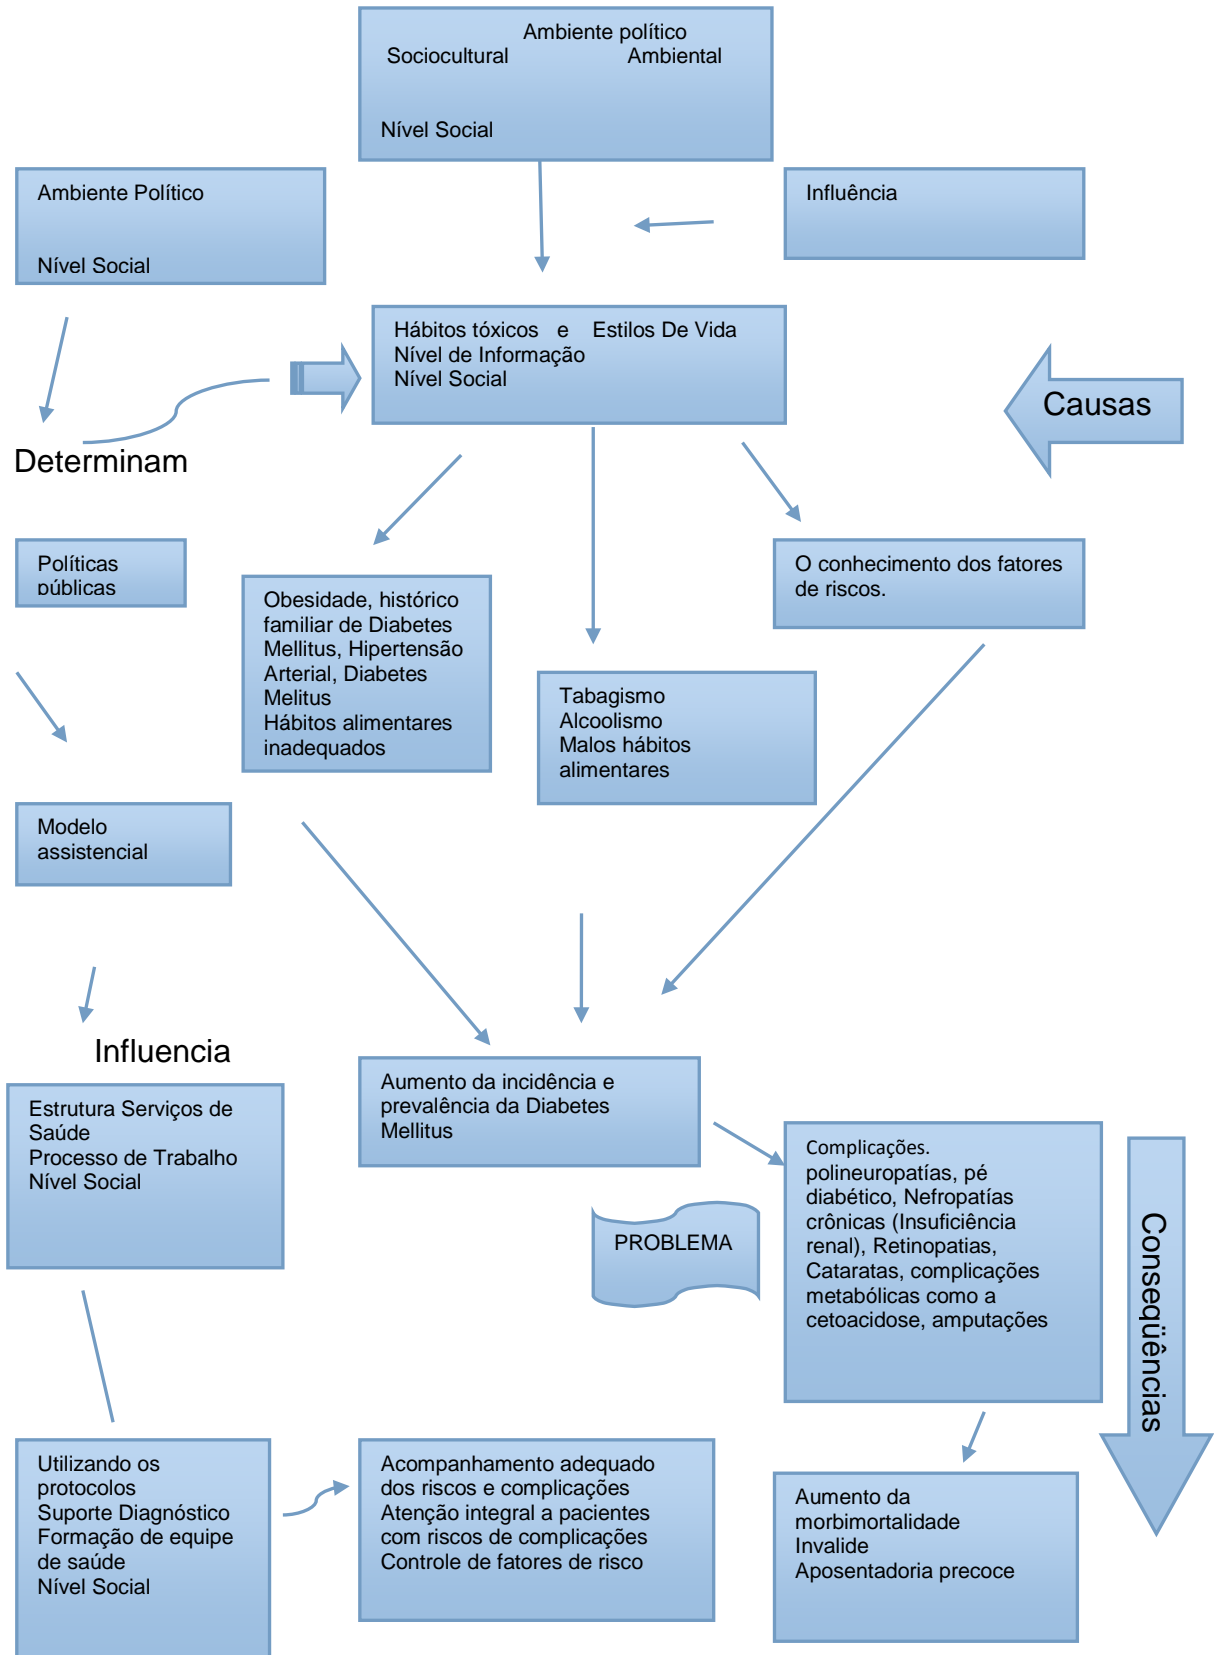 Ambiente político
Sociocultural Ambiental
Nível Social
Ambiente Político
Nível Social
Influência
Hábitos tóxicos e Estilos De Vida
Nível de Informação
Nível Social
Causas
Determinam
Políticas
públicas
O conhecimento dos fatores
de riscos.
Obesidade, histórico
familiar de Diabetes
Mellitus, Hipertensão
Arterial, Diabetes
Melitus
Hábitos alimentares
inadequados
Tabagismo
Alcoolismo
Malos hábitos
alimentares
Modelo
assistencial
Influencia
Estrutura Serviços de
Saúde
Processo de Trabalho
Nível Social
Aumento da incidência e
prevalência da Diabetes
Mellitus
PROBLEMA
Complicações.
polineuropatías, pé
diabético, Nefropatías
crônicas (Insuficiência
renal), Retinopatias,
Cataratas, complicações
metabólicas como a
cetoacidose, amputações
Conseqüências
Utilizando os
protocolos
Suporte Diagnóstico
Formação de equipe
de saúde
Nível Social
Acompanhamento adequado
dos riscos e complicações
Atenção integral a pacientes
com riscos de complicações
Controle de fatores de risco
Aumento da
morbimortalidade
Invalide
Aposentadoria precoce